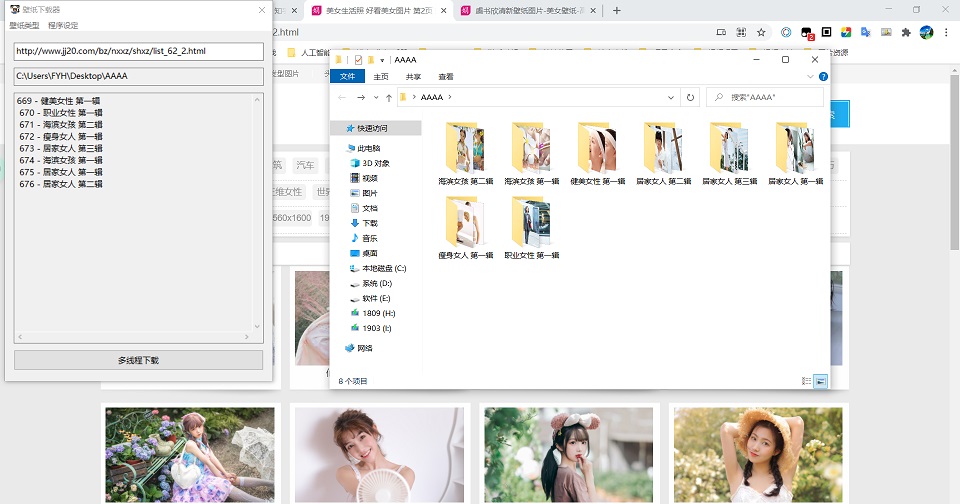 壁纸下载器
壁纸类型 程序设定
http://www.jj20.com/bz/nxxz/shxz/list_62_2.html
C:\Users\FYH\Desktop\AAAA
669 - 健美女性 第一辑
670 - 职业女性 第一辑
671 - 海滨女孩 第二辑
672 - 瘦身女人 第一辑
673 - 居家女人 第三辑
674 - 海滨女孩 第一辑
675 - 居家女人 第一辑
676 - 居家女人 第二辑
多线程下载
美女生活照 好看美女图片 第2页
虞书欣清新壁纸图片-美女壁纸-高
2.html
人工智能
资源
发型图片
AAAA
文件 主页 共享 查看
AAAA
搜索"AAAA"
快速访问
此电脑
3D 对象
视频
图片
文档
下载
音乐
桌面
本地磁盘 (C:)
系统 (D:)
软件 (E:)
1809 (H:)
1903 (I:)
网络
海滨女孩 第二辑
海滨女孩 第一辑
健美女性 第一辑
居家女人 第二辑
居家女人 第三辑
居家女人 第一辑
瘦身女人 第一辑
职业女性 第一辑
8 个项目
筑 汽车
维女性 世
560x1600 19
2